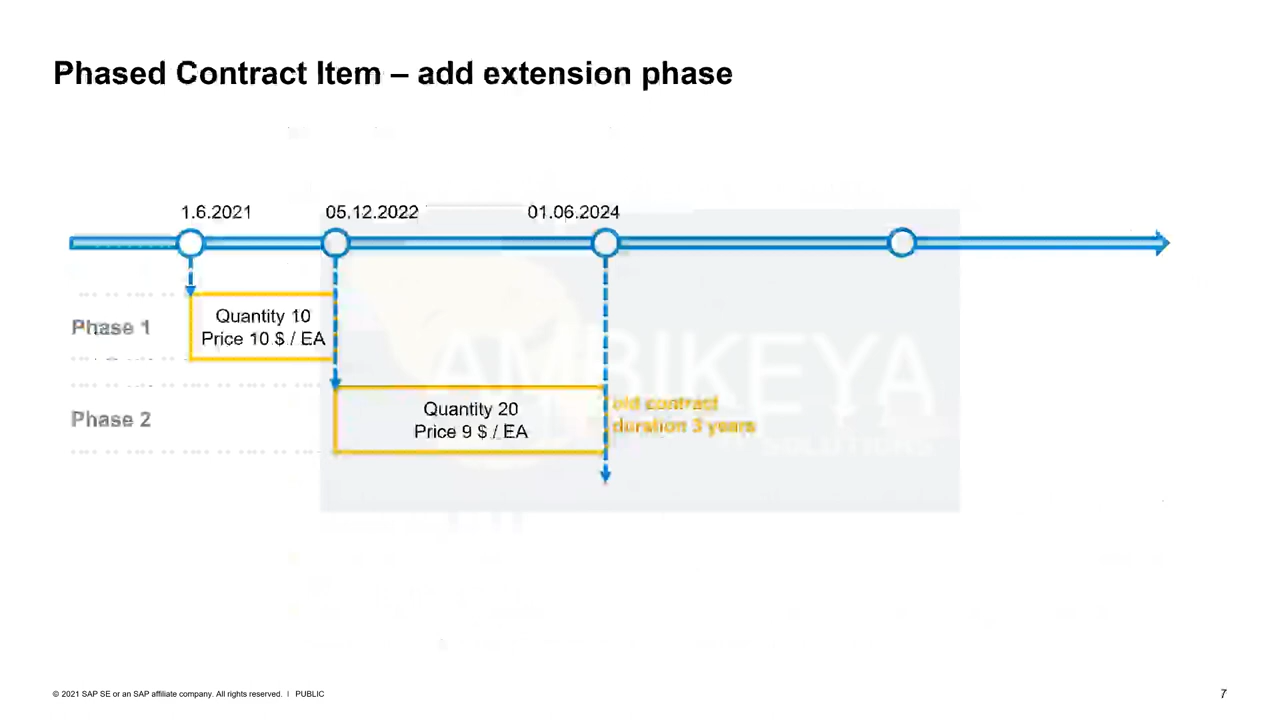 Phased Contract Item – add extension phase
1.6.2021
05.12.2022
01.06.2024
Phase 1
Quantity 10
Price 10 $ / EA
Phase 2
Quantity 20
Price 9 $ / EA
old contract
duration 3 years
AMBIKEYA
SOLUTIONS
© 2021 SAP SE or an SAP affiliate company. All rights reserved. | PUBLIC
7